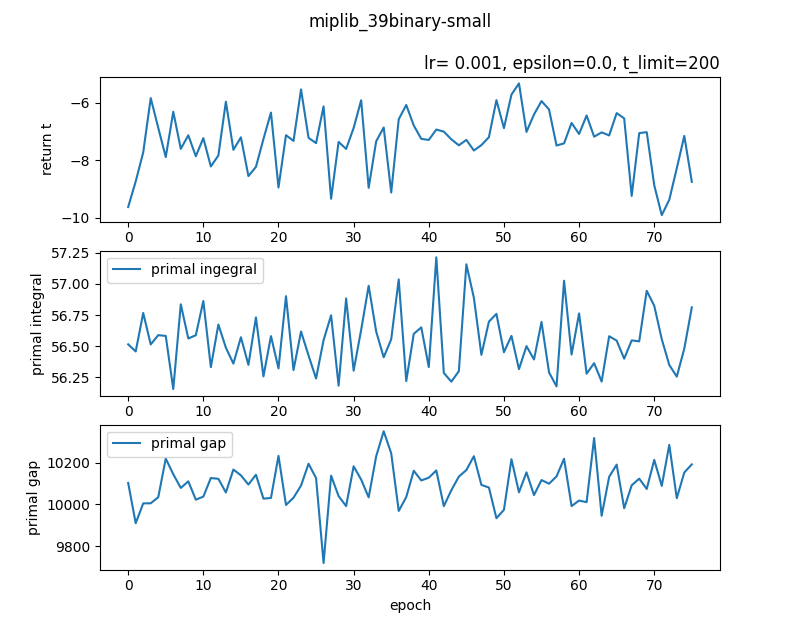 miplib_39binary-small
lr= 0.001, epsilon=0.0, t_limit=200
return t
−6
−8
−10
0 10 20 30 40 50 60 70
primal integral
57.25
57.00
56.75
56.50
56.25
primal ingegral
0 10 20 30 40 50 60 70
primal gap
10200
10000
9800
primal gap
0 10 20 30 40 50 60 70
epoch